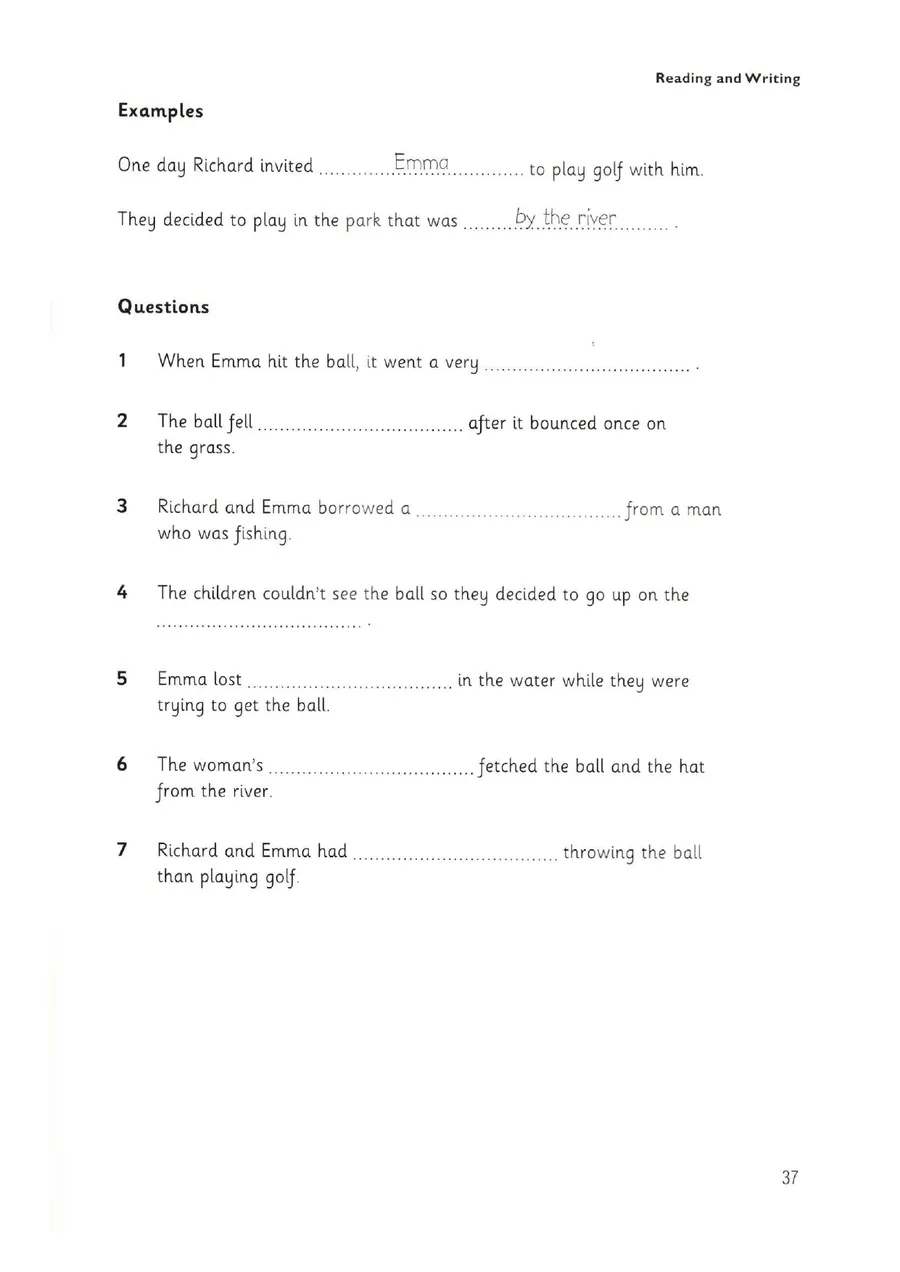 Reading and Writing
Examples
One day Richard invited ............Emma............ to play golf with him.
They decided to play in the park that was ........by the river........ .
Questions
1 When Emma hit the ball, it went a very ..................................... .
2 The ball fell ..................................... after it bounced once on
the grass.
3 Richard and Emma borrowed a ..................................... from a man
who was fishing.
4 The children couldn't see the ball so they decided to go up on the
..................................... .
5 Emma lost ..................................... in the water while they were
trying to get the ball.
6 The woman's ..................................... fetched the ball and the hat
from the river.
7 Richard and Emma had ..................................... throwing the ball
than playing golf.
37